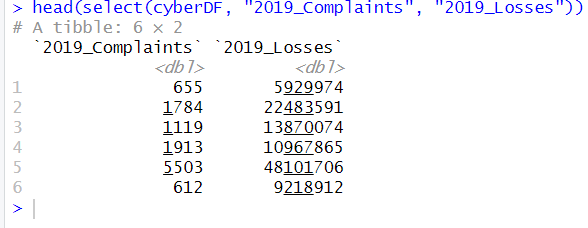 > head(select(cyberDF, "2019_Complaints", "2019_Losses"))
# A tibble: 6 × 2
`2019_Complaints` `2019_Losses`
<dbl> <dbl>
1 655 5929974
2 1784 22483591
3 1119 13870074
4 1913 10967865
5 5503 48101706
6 612 9218912
>